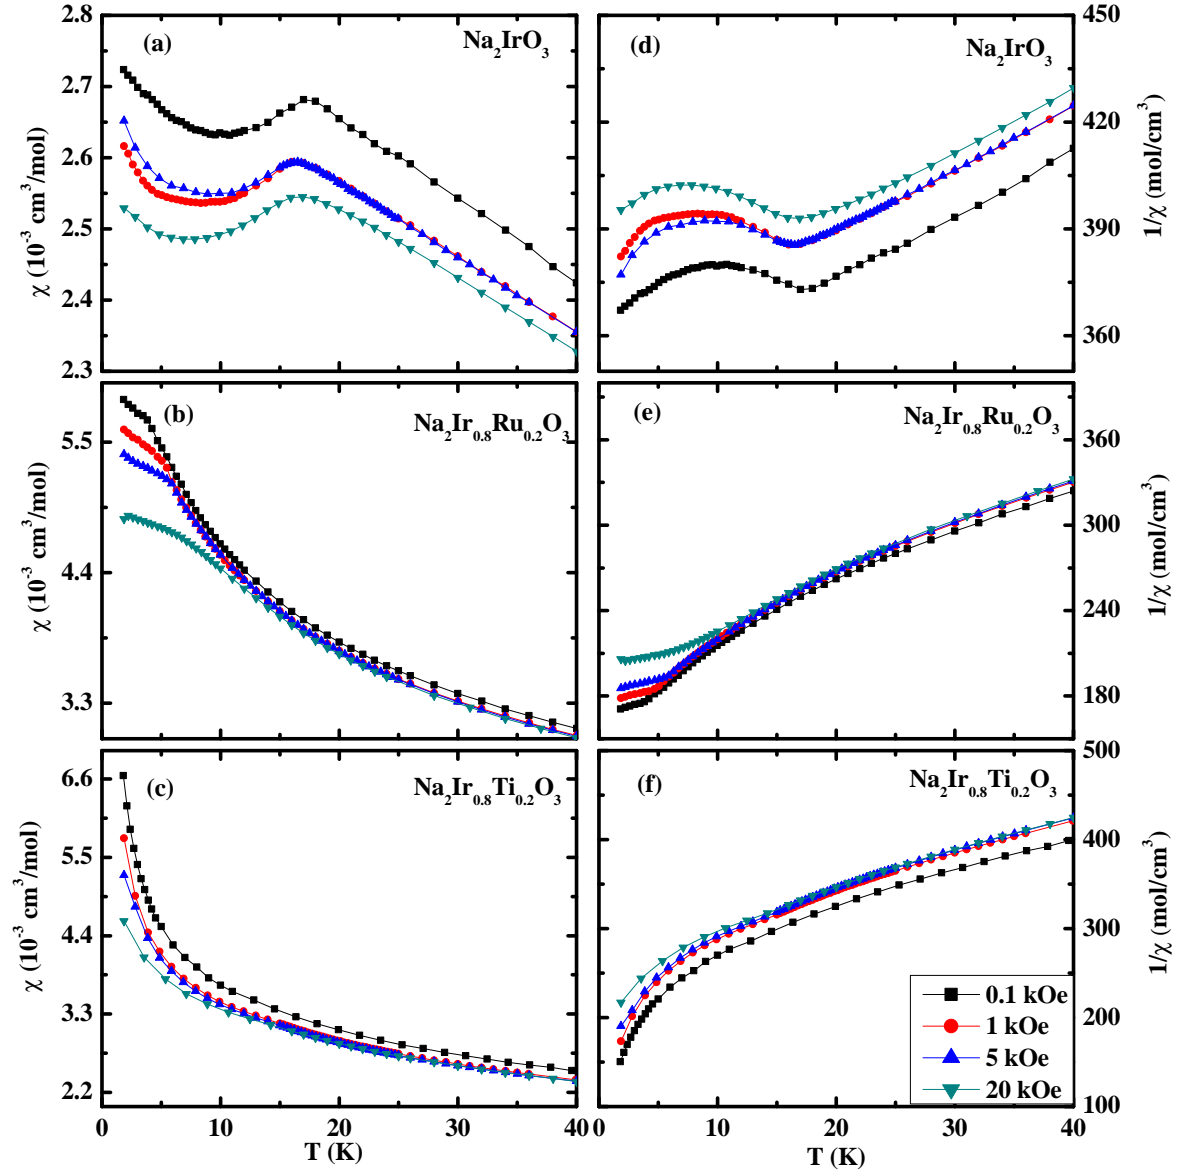 (a)
Na₂IrO₃
χ (10⁻³ cm³/mol)
2.8
2.7
2.6
2.5
2.4
2.3
(d)
Na₂IrO₃
1/χ (mol/cm³)
450
420
390
360
(b)
Na₂Ir₀.₈Ru₀.₂O₃
χ (10⁻³ cm³/mol)
5.5
4.4
3.3
(e)
Na₂Ir₀.₈Ru₀.₂O₃
1/χ (mol/cm³)
360
300
240
180
(c)
Na₂Ir₀.₈Ti₀.₂O₃
χ (10⁻³ cm³/mol)
6.6
5.5
4.4
3.3
2.2
0 10 20 30 40
T (K)
(f)
Na₂Ir₀.₈Ti₀.₂O₃
1/χ (mol/cm³)
500
400
300
200
100
0.1 kOe
1 kOe
5 kOe
20 kOe
0 10 20 30 40
T (K)